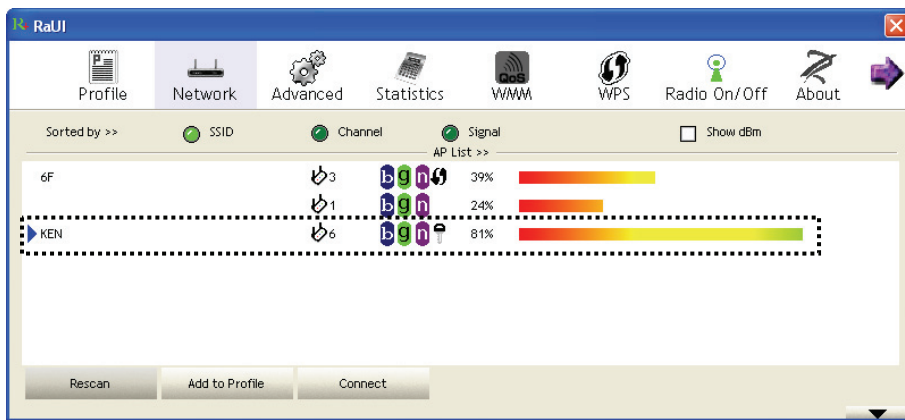 RaUI
Profile Network Advanced Statistics QoS WMM WPS Radio On/Off About
Sorted by >> SSID Channel Signal Show dBm
AP List >>
6F 3 b g n 39%
1 b g n 24%
KEN 6 b g n 81%
Rescan Add to Profile Connect